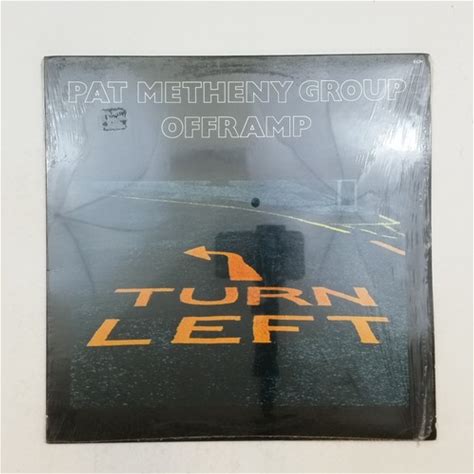 PAT METHENY GROUP
OFFRAMP
TURN
LEFT